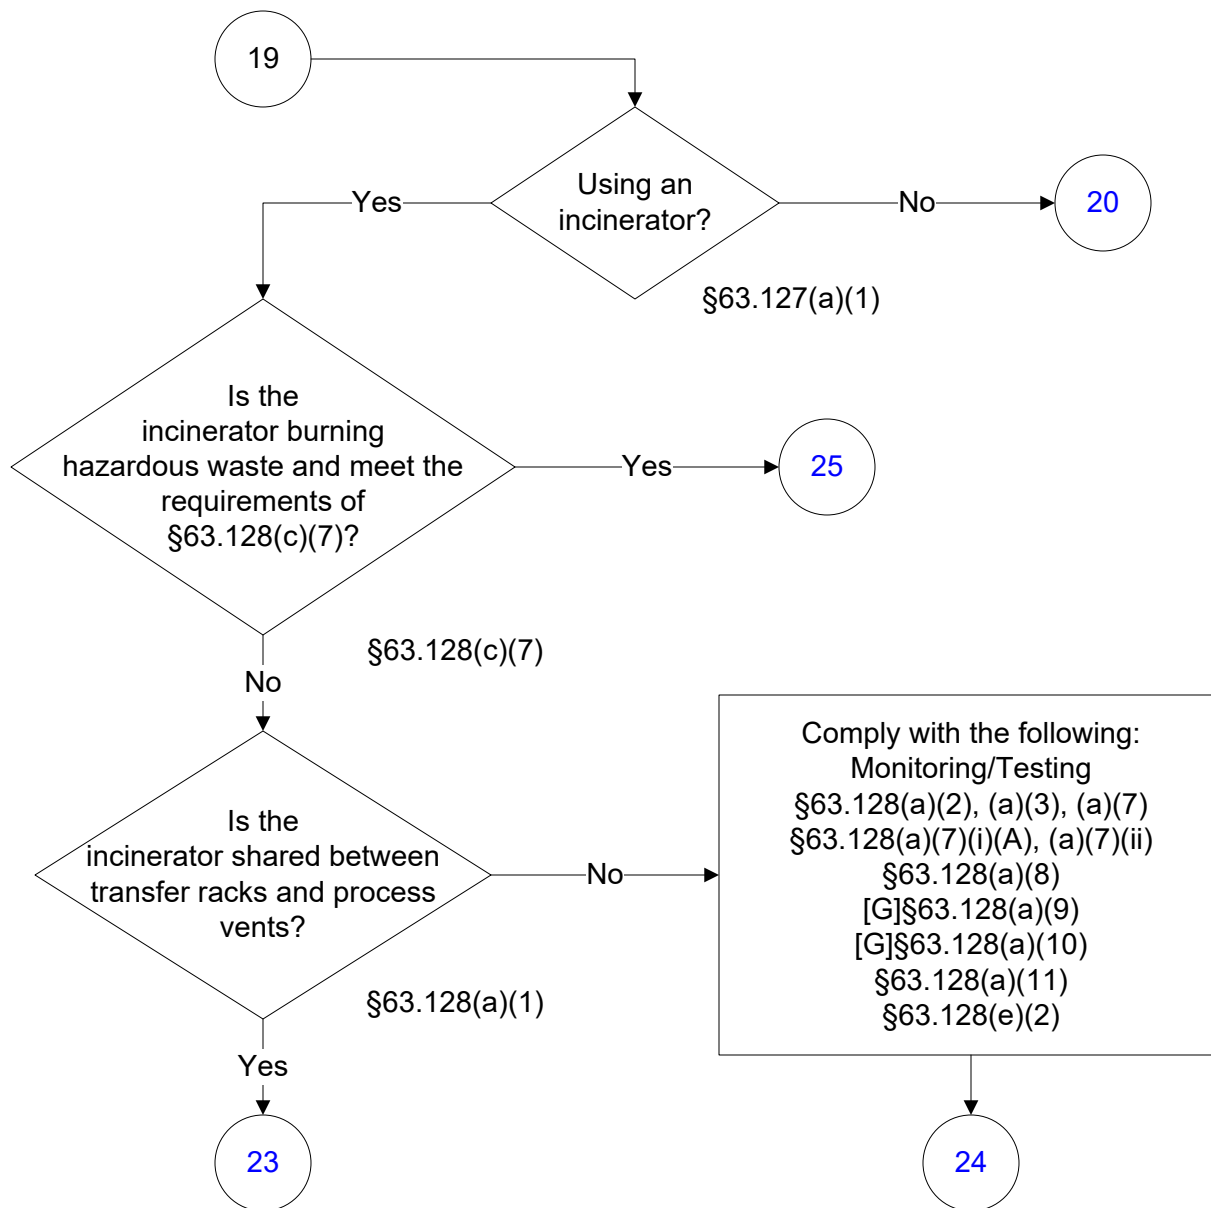 19
Using an
incinerator?
Yes
No
20
§63.127(a)(1)
Is the
incinerator burning
hazardous waste and meet the
requirements of
§63.128(c)(7)?
Yes
25
§63.128(c)(7)
No
Is the
incinerator shared between
transfer racks and process
vents?
No
§63.128(a)(1)
Comply with the following:
Monitoring/Testing
§63.128(a)(2), (a)(3), (a)(7)
§63.128(a)(7)(i)(A), (a)(7)(ii)
§63.128(a)(8)
[G]§63.128(a)(9)
[G]§63.128(a)(10)
§63.128(a)(11)
§63.128(e)(2)
Yes
23
24